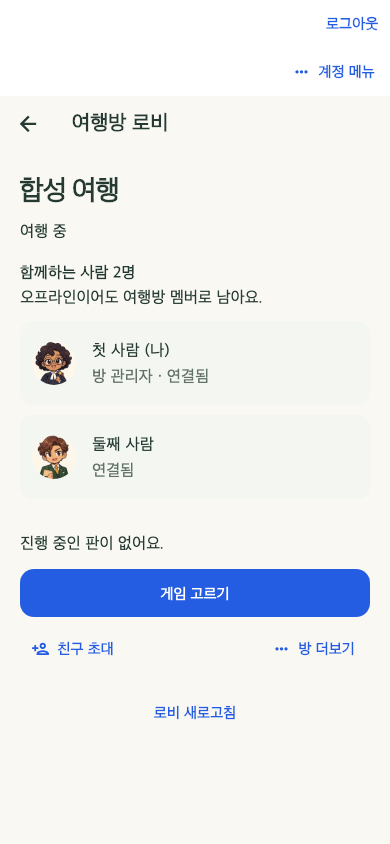 로그아웃
계정 메뉴
여행방 로비
합성 여행
여행 중
함께하는 사람 2명
오프라인이어도 여행방 멤버로 남아요.
첫 사람 (나)
방 관리자 · 연결됨
둘째 사람
연결됨
진행 중인 판이 없어요.
게임 고르기
친구 초대
방 더보기
로비 새로고침